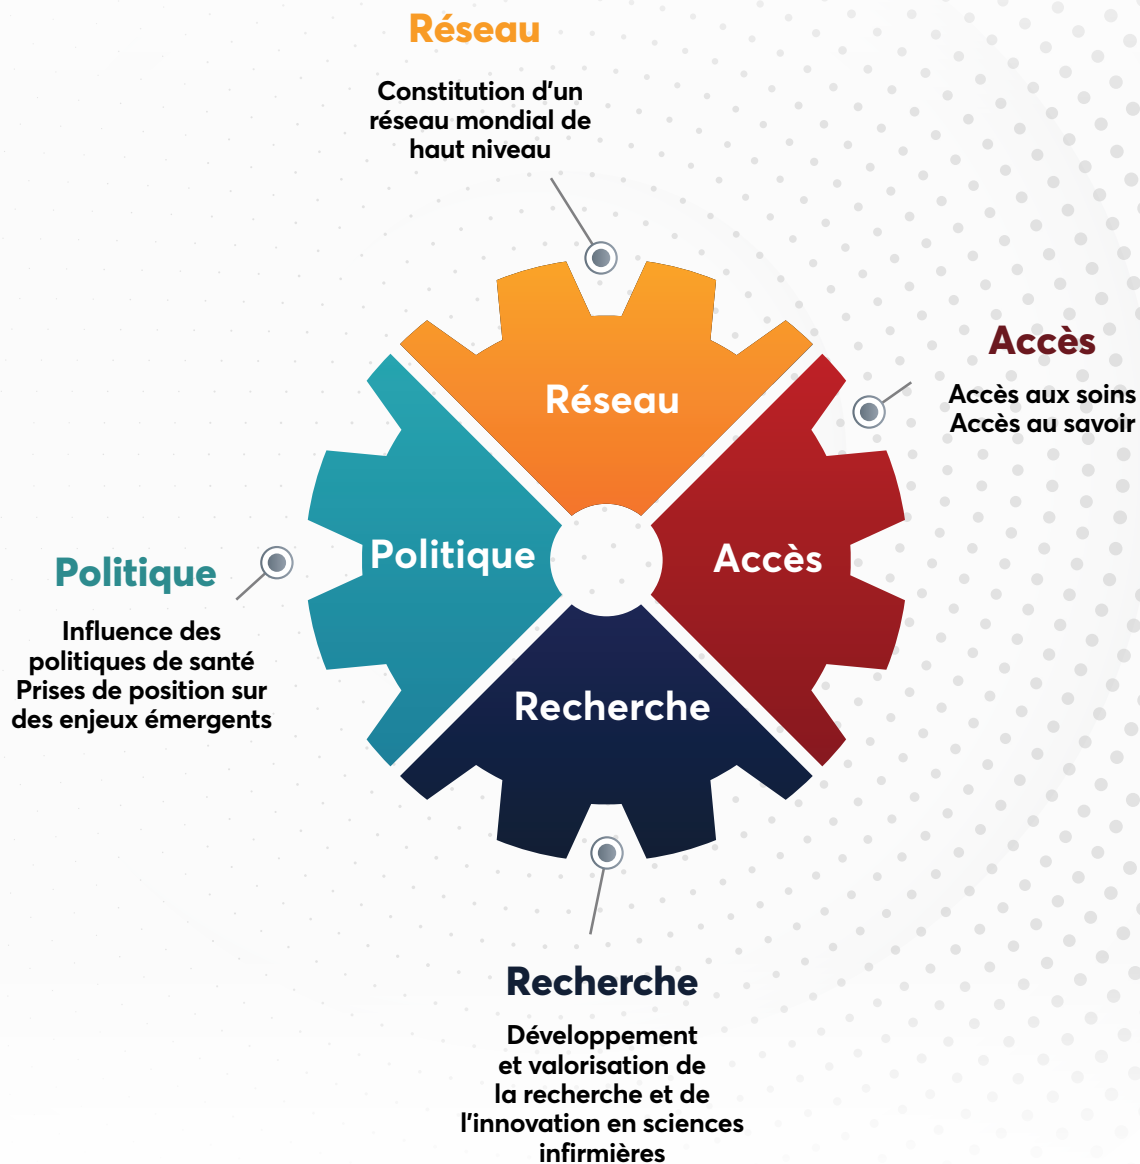 Réseau
Constitution d'un
réseau mondial de
haut niveau
Accès
Accès aux soins
Accès au savoir
Réseau
Politique
Accès
Recherche
Politique
Influence des
politiques de santé
Prises de position sur
des enjeux émergents
Recherche
Développement
et valorisation de
la recherche et de
l'innovation en sciences
infirmières